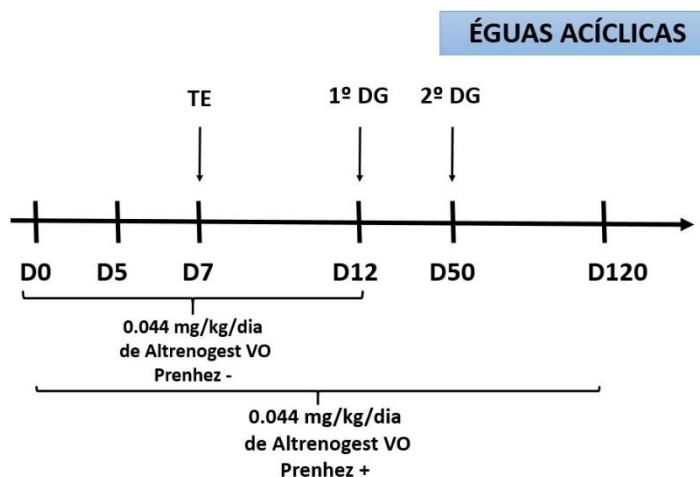 ÉGUAS ACÍCLICAS
TE 1º DG 2º DG
D0 D5 D7 D12 D50 D120
0.044 mg/kg/dia
de Altrenogest VO
Prenhez -
0.044 mg/kg/dia
de Altrenogest VO
Prenhez +